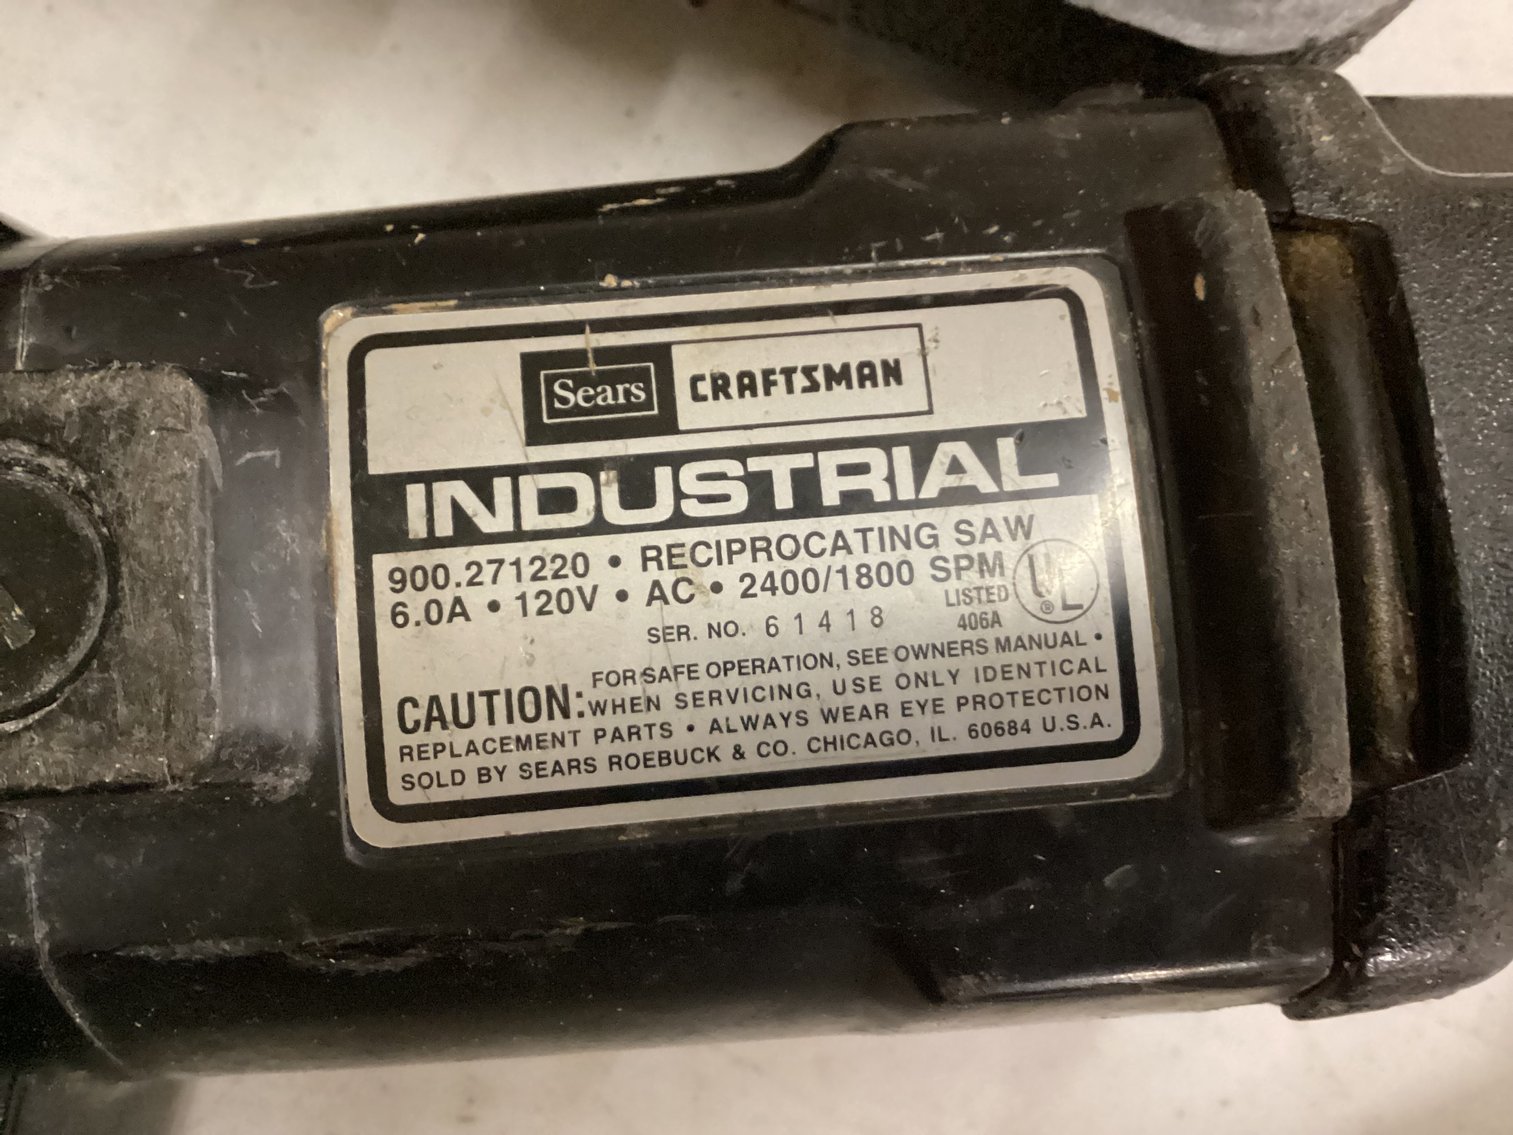 Sears CRAFTSMAN
INDUSTRIAL
900.271220 • RECIPROCATING SAW
6.0A • 120V • AC • 2400/1800 SPM
UL ®
LISTED
406A
SER. NO. 61418
CAUTION: FOR SAFE OPERATION, SEE OWNERS MANUAL •
WHEN SERVICING, USE ONLY IDENTICAL
REPLACEMENT PARTS • ALWAYS WEAR EYE PROTECTION
SOLD BY SEARS ROEBUCK & CO. CHICAGO, IL. 60684 U.S.A.